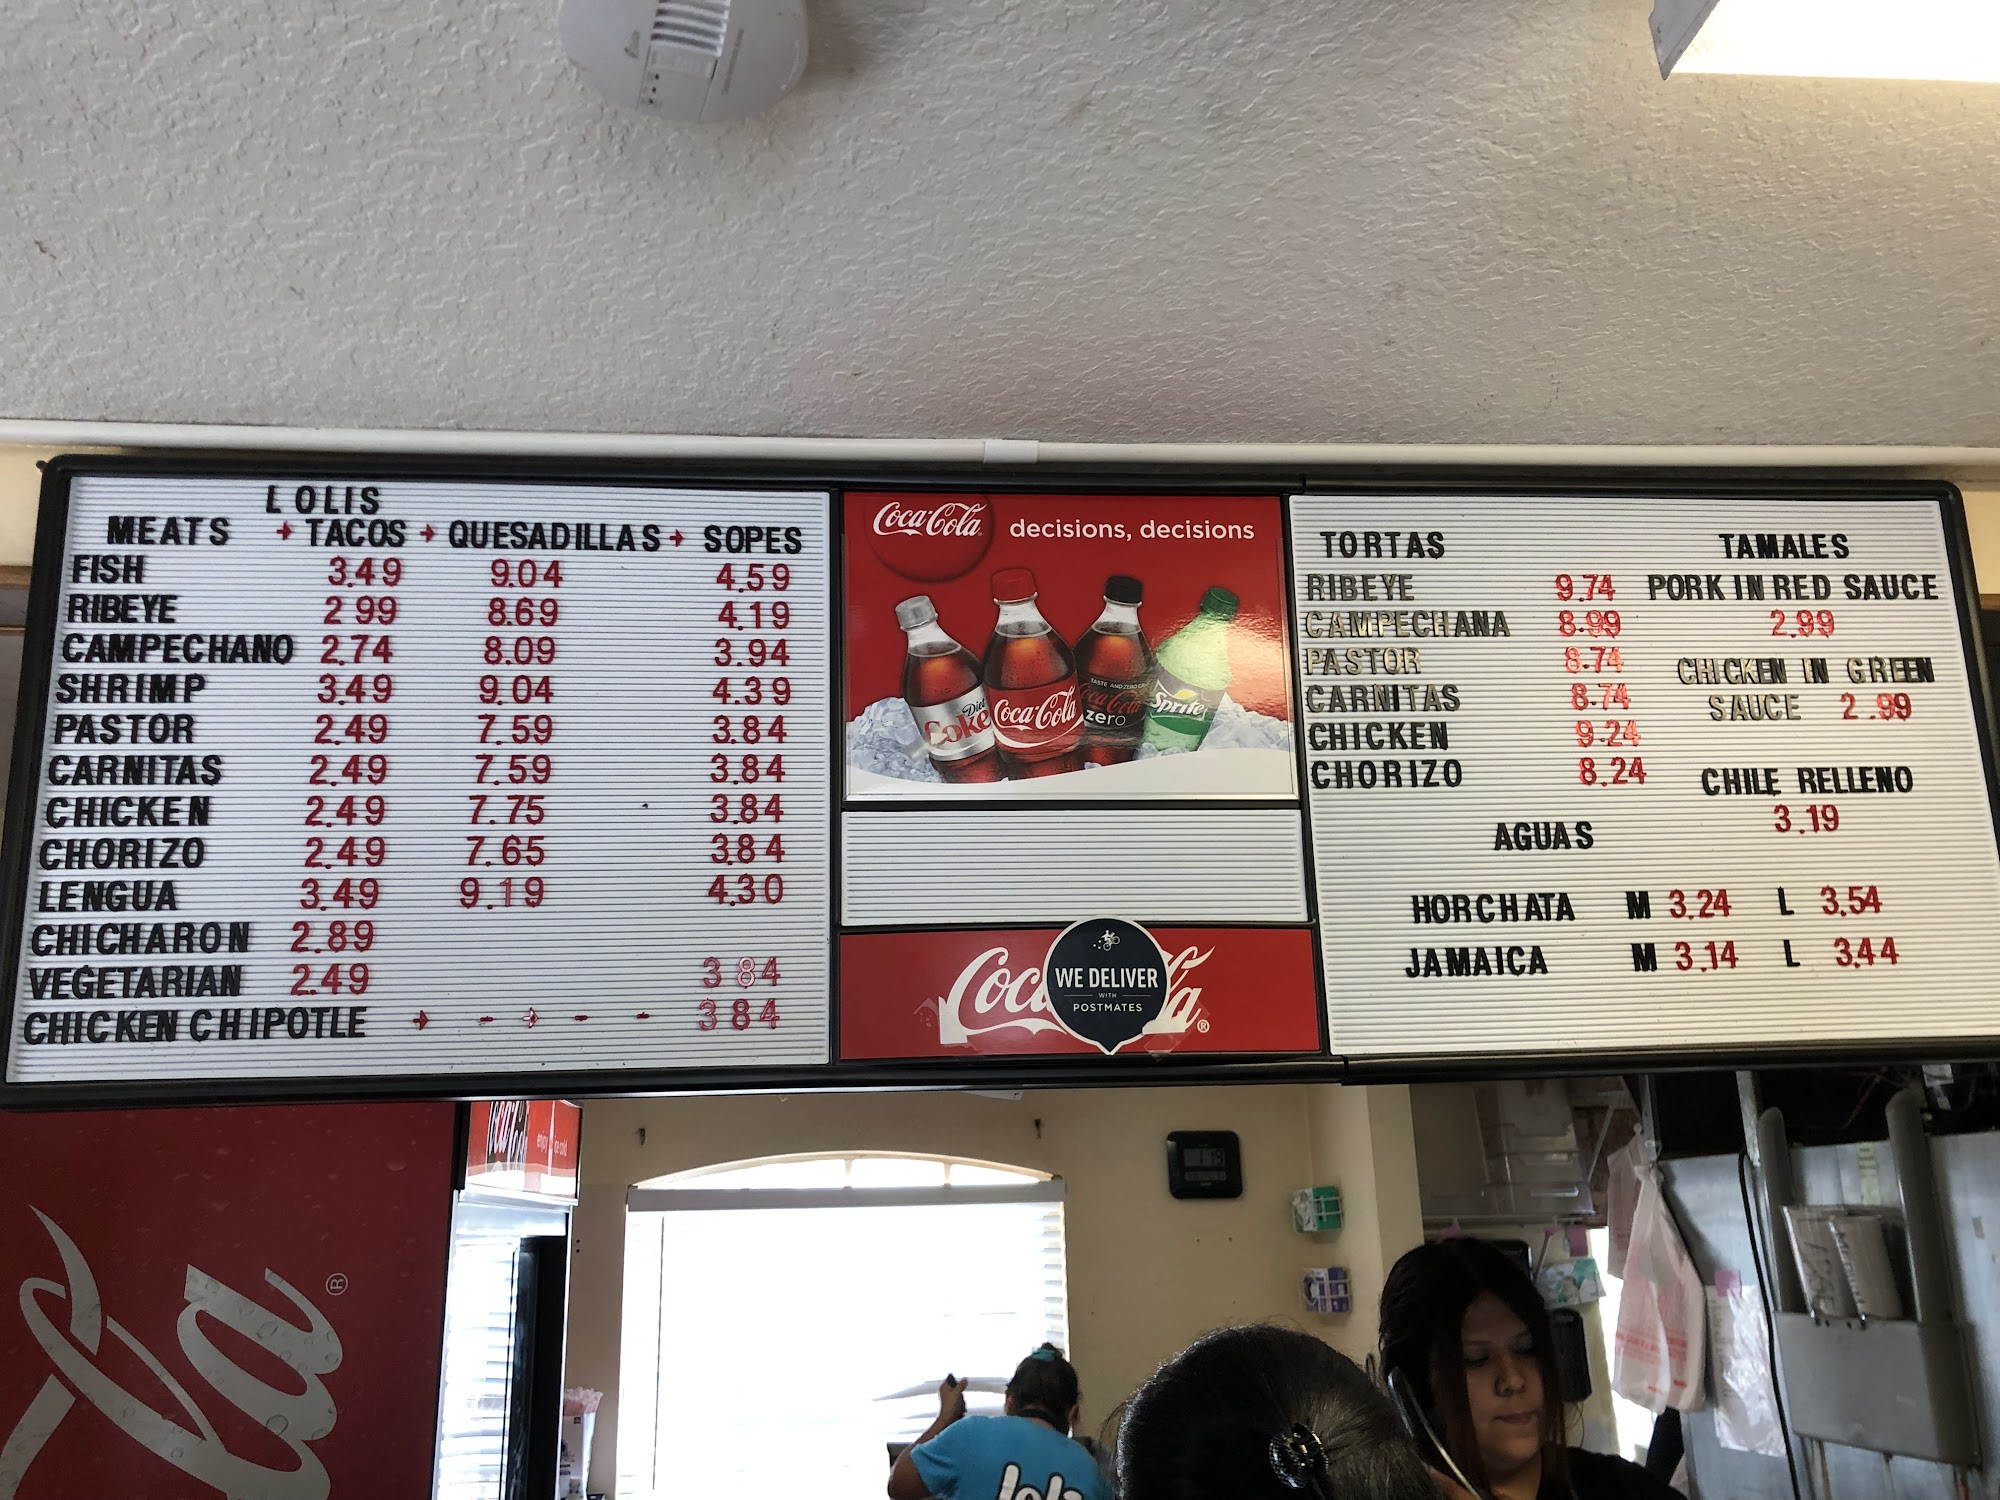 LOLIS
MEATS → TACOS → QUESADILLAS → SOPES
FISH 3.49 9.04 4.59
RIBEYE 2.99 8.69 4.19
CAMPECHANO 2.74 8.09 3.94
SHRIMP 3.49 9.04 4.39
PASTOR 2.49 7.59 3.84
CARNITAS 2.49 7.59 3.84
CHICKEN 2.49 7.75 3.84
CHORIZO 2.49 7.65 3.84
LENGUA 3.49 9.19 4.30
CHICHARON 2.89
VEGETARIAN 2.49 3 84
CHICKEN CHIPOTLE → - → - - 3 84
Coca-Cola decisions, decisions
Diet Coke
Coca-Cola
Coca-Cola zero
Sprite
Coca-Cola ®
WE DELIVER
WITH
POSTMATES
TORTAS
RIBEYE 9.74
CAMPECHANA 8.99
PASTOR 8.74
CARNITAS 8.74
CHICKEN 9.24
CHORIZO 8.24
TAMALES
PORK IN RED SAUCE
2.99
CHICKEN IN GREEN
SAUCE 2.99
CHILE RELLENO
3.19
AGUAS
HORCHATA M 3.24 L 3.54
JAMAICA M 3.14 L 3.44
la ®
loli